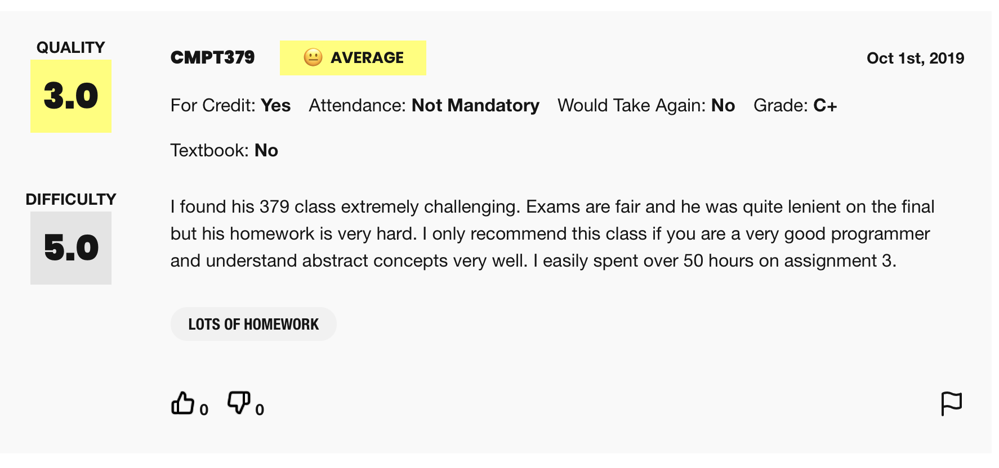 QUALITY
3.0
CMPT379
😐 AVERAGE
Oct 1st, 2019
For Credit: Yes Attendance: Not Mandatory Would Take Again: No Grade: C+
Textbook: No
DIFFICULTY
5.0
I found his 379 class extremely challenging. Exams are fair and he was quite lenient on the final
but his homework is very hard. I only recommend this class if you are a very good programmer
and understand abstract concepts very well. I easily spent over 50 hours on assignment 3.
LOTS OF HOMEWORK
0 0